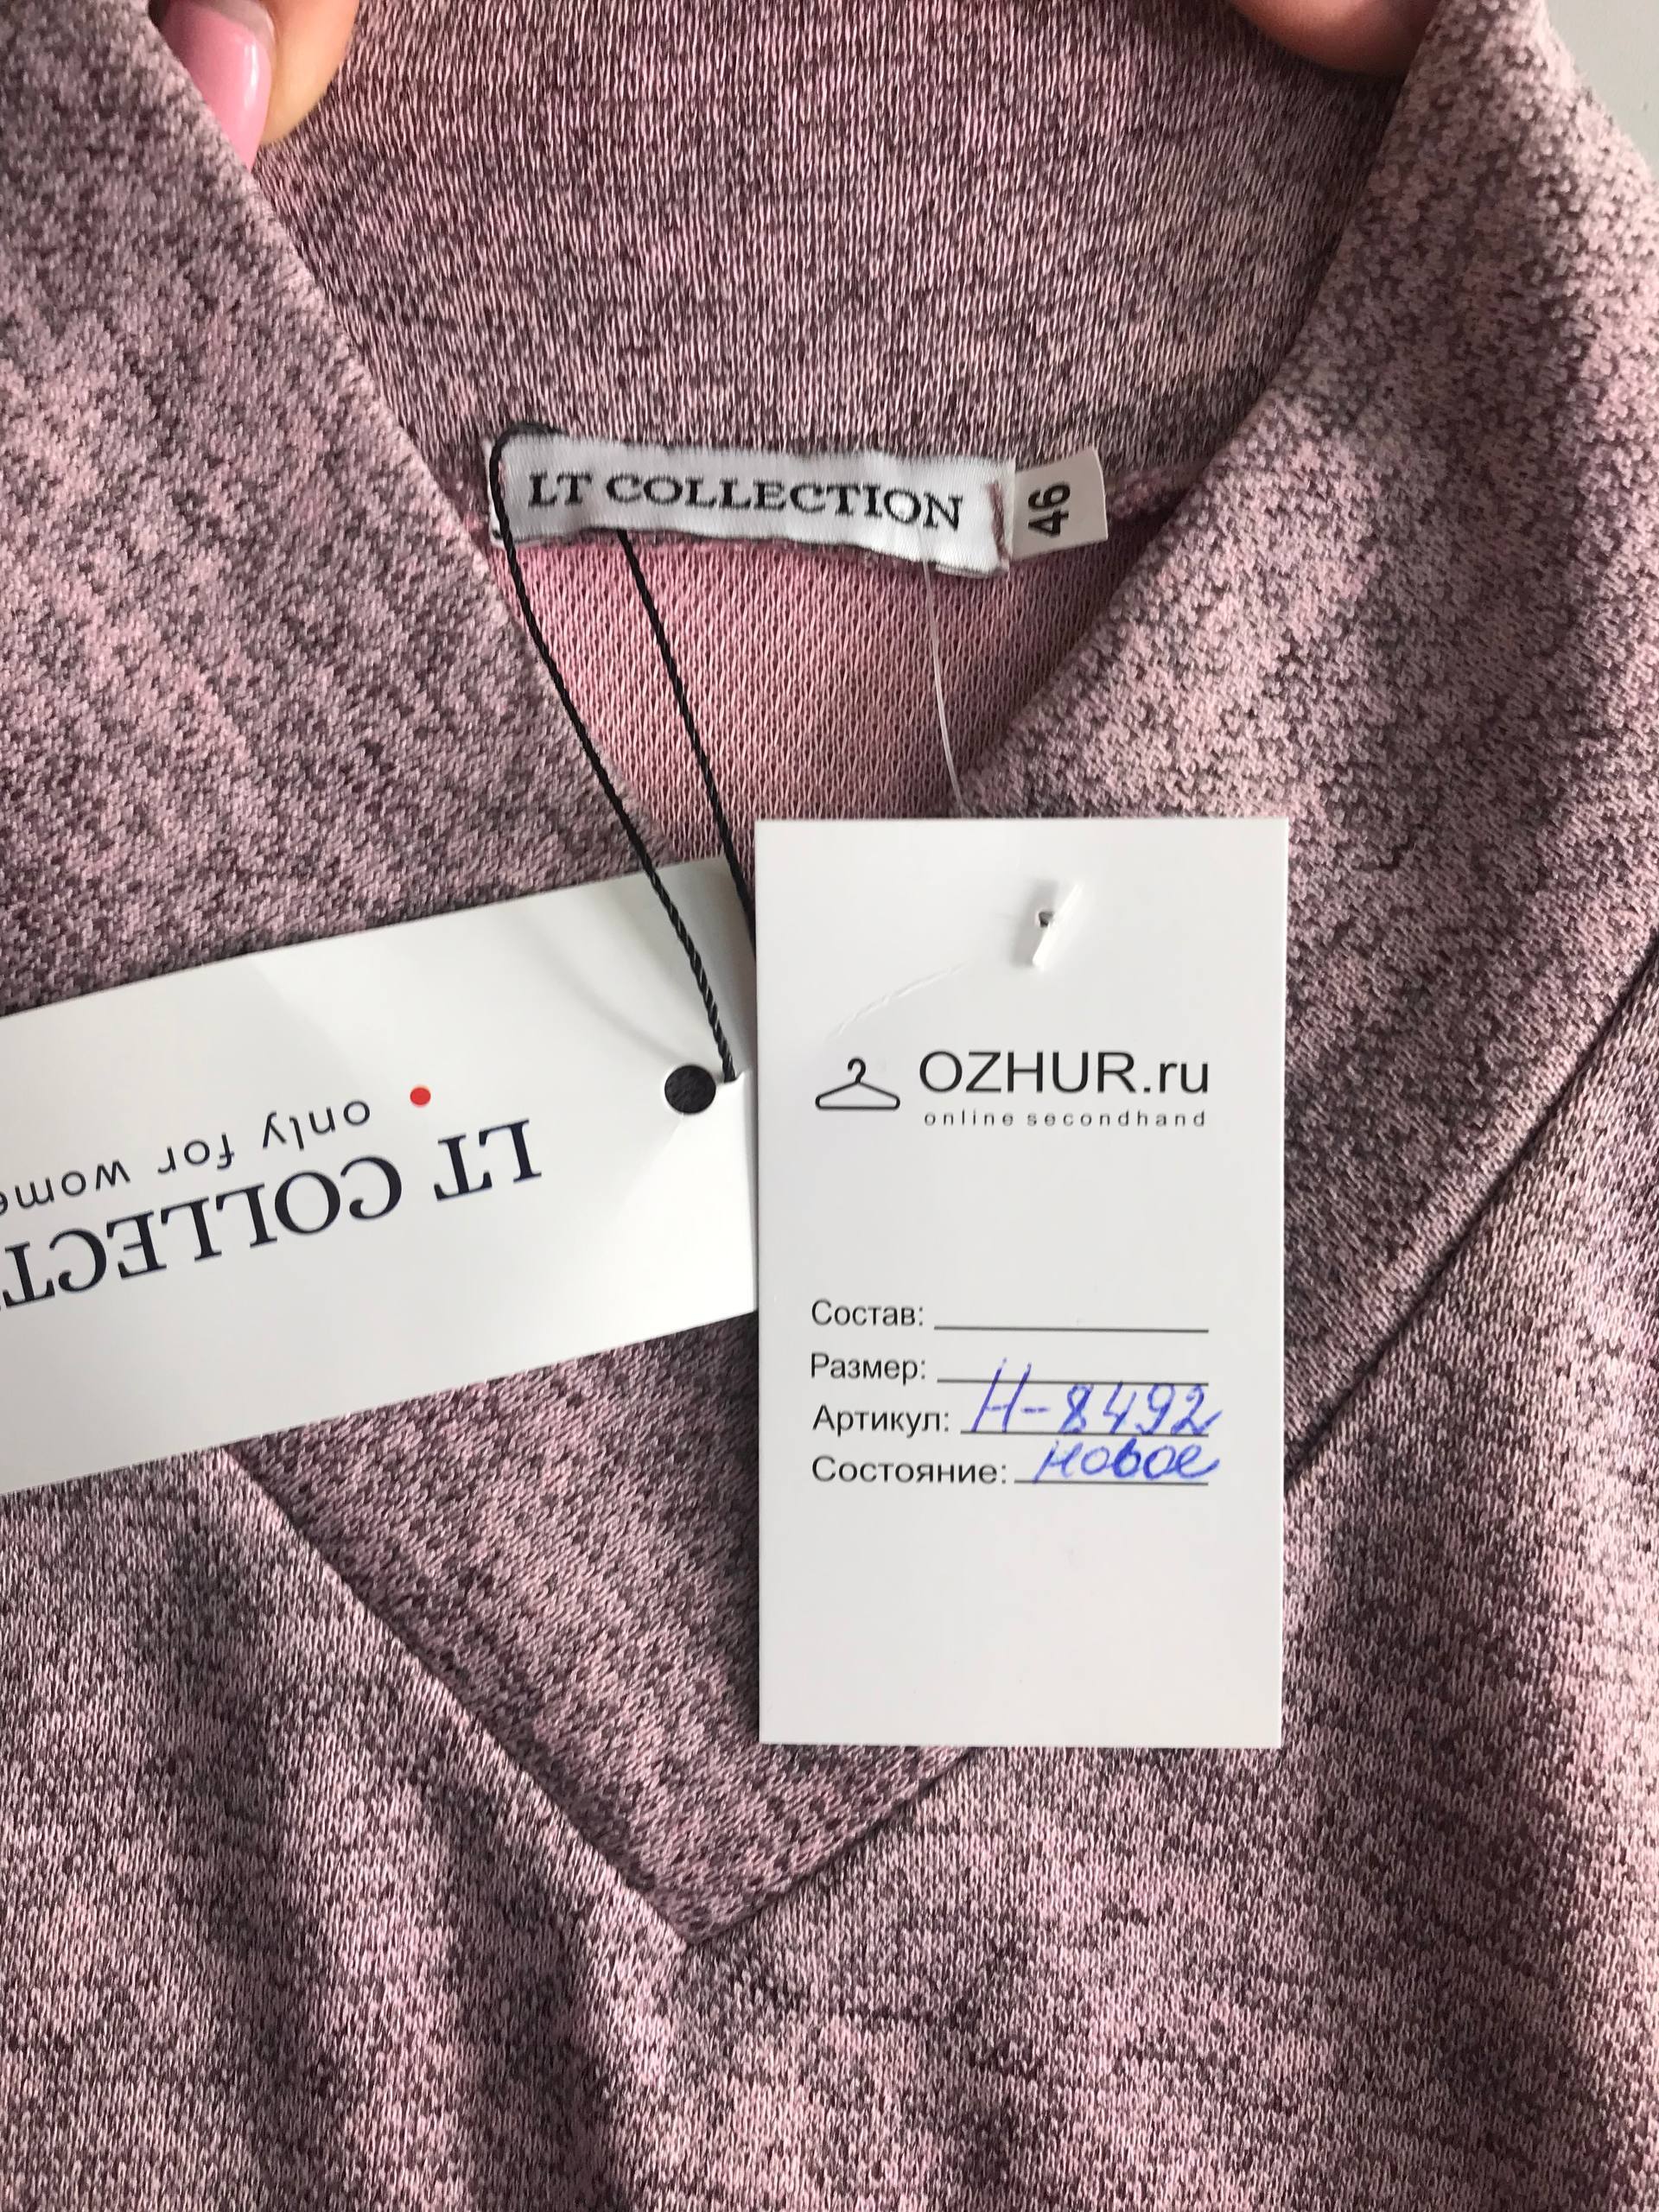 LT COLLECTION
46
LT COLLECT
only for wome
OZHUR.ru
online secondhand
Состав:
Размер:
Артикул: Н-8492
Состояние: новое